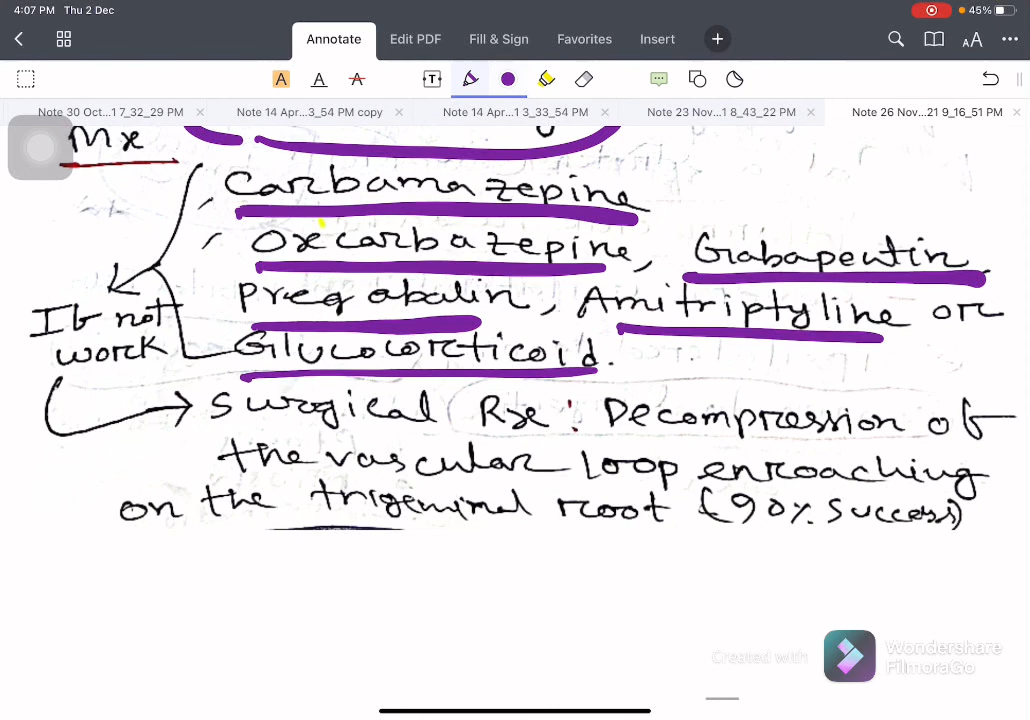 4:07 PM Thu 2 Dec
45%
Annotate Edit PDF Fill & Sign Favorites Insert
Note 30 Oct...1 7_32_29 PM Note 14 Apr...3_54 PM copy Note 14 Apr...1 3_33_54 PM Note 23 Nov...1 8_43_22 PM Note 26 Nov...21 9_16_51 PM
Mx
Carbamazepine
Oxcarbazepine, Gabapentin
pregabalin, Amitriptyline or
If not
work
Glucocorticoid.
Surgical Rx: Decompression of
the vascular loop enroaching
on the trigeminal root (90% success)
Created with
Wondershare
FilmoraGo